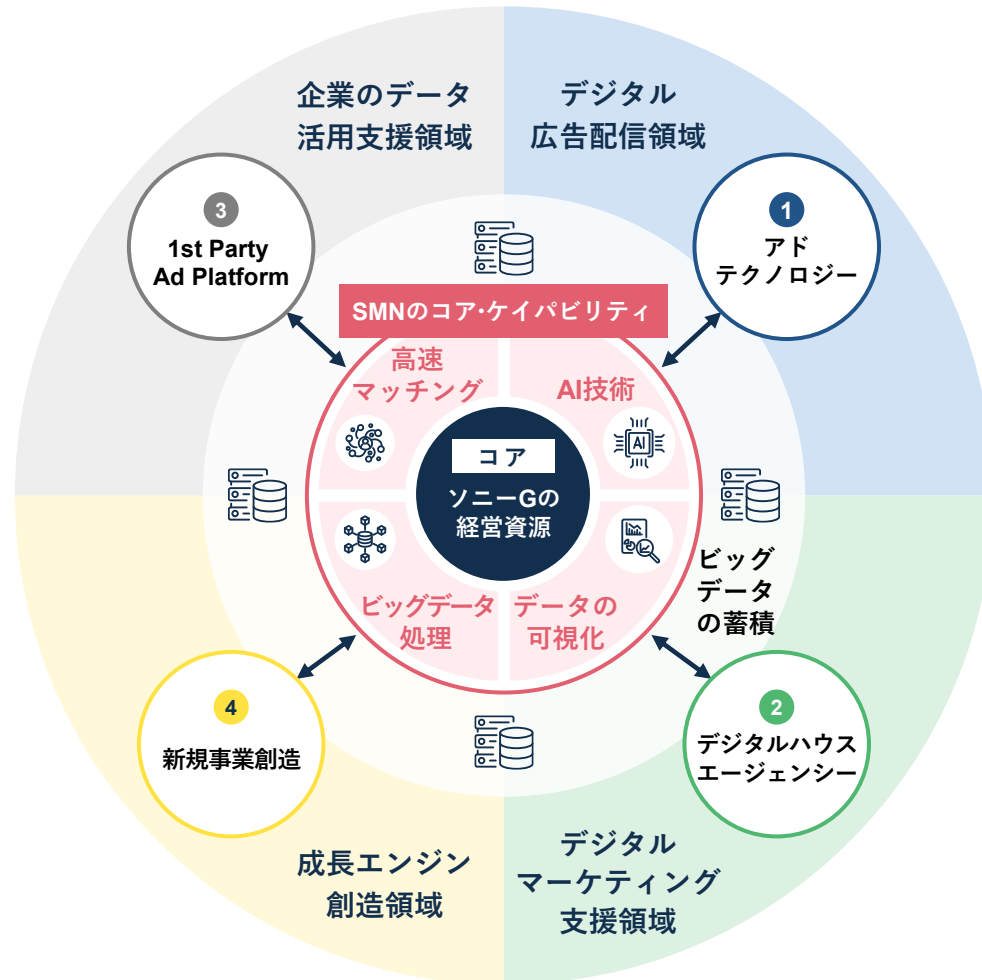 企業のデータ
活用支援領域
デジタル
広告配信領域
3
1st Party
Ad Platform
1
アド
テクノロジー
SMNのコア・ケイパビリティ
高速
マッチング
AI技術
AI
コア
ソニーGの
経営資源
ビッグデータ
処理
データの
可視化
ビッグ
データ
の蓄積
4
新規事業創造
2
デジタルハウス
エージェンシー
成長エンジン
創造領域
デジタル
マーケティング
支援領域